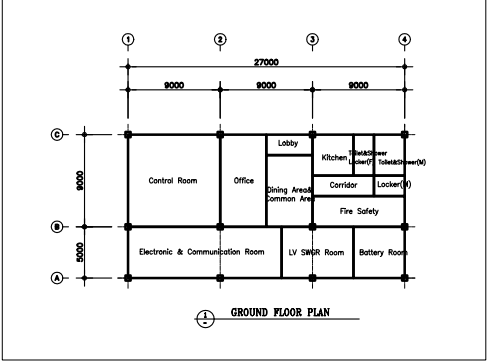 1 2 3 4
27000
9000 9000 9000
C
Lobby
Kitchen
Toilet&Shower
Locker(F)
Toilet&Shower(M)
Control Room
Office
Corridor
Locker(M)
Dining Area&
Common Area
9000
Fire Safety
B
Electronic & Communication Room
LV SWGR Room
Battery Room
5000
A
1
-
GROUND FLOOR PLAN